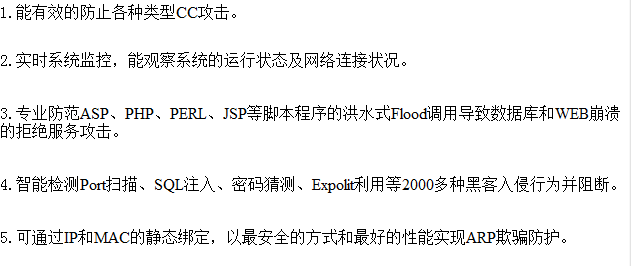 1.能有效的防止各种类型CC攻击。
2.实时系统监控，能观察系统的运行状态及网络连接状况。
3.专业防范ASP、PHP、PERL、JSP等脚本程序的洪水式Flood调用导致数据库和WEB崩溃
的拒绝服务攻击。
4.智能检测Port扫描、SQL注入、密码猜测、Expolit利用等2000多种黑客入侵行为并阻断。
5.可通过IP和MAC的静态绑定，以最安全的方式和最好的性能实现ARP欺骗防护。